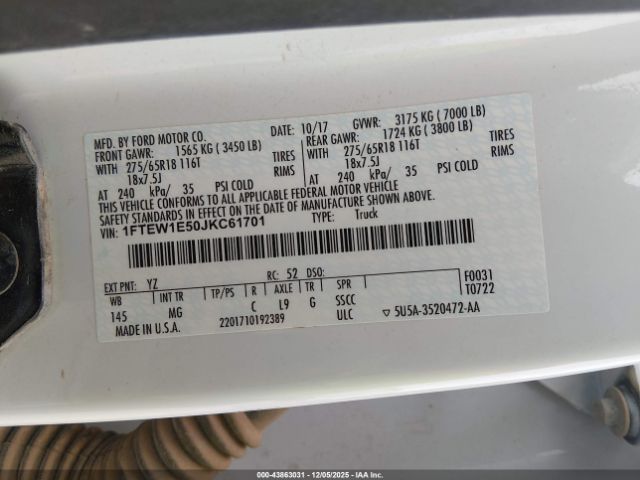 MFD. BY FORD MOTOR CO.
DATE: 10/17 GVWR: 3175 KG ( 7000 LB)
FRONT GAWR: 1565 KG ( 3450 LB) REAR GAWR: 1724 KG ( 3800 LB)
WITH 275/65R18 116T TIRES WITH 275/65R18 116T TIRES
18x7.5J RIMS 18x7.5J RIMS
AT 240 kPa/ 35 PSI COLD AT 240 kPa/ 35 PSI COLD
THIS VEHICLE CONFORMS TO ALL APPLICABLE FEDERAL MOTOR VEHICLE
SAFETY STANDARDS IN EFFECT ON THE DATE OF MANUFACTURE SHOWN ABOVE.
VIN: 1FTEW1E50JKC61701
TYPE: Truck
EXT PNT: YZ RC: 52 DSO: F0031
WB INT TR TP/PS R AXLE TR SPR T0722
145 MG C L9 G SSCC
MADE IN U.S.A. 2201710192389 ULC ▽ 5U5A-3520472-AA
000-43863031 - 12/05/2025 - IAA, Inc.